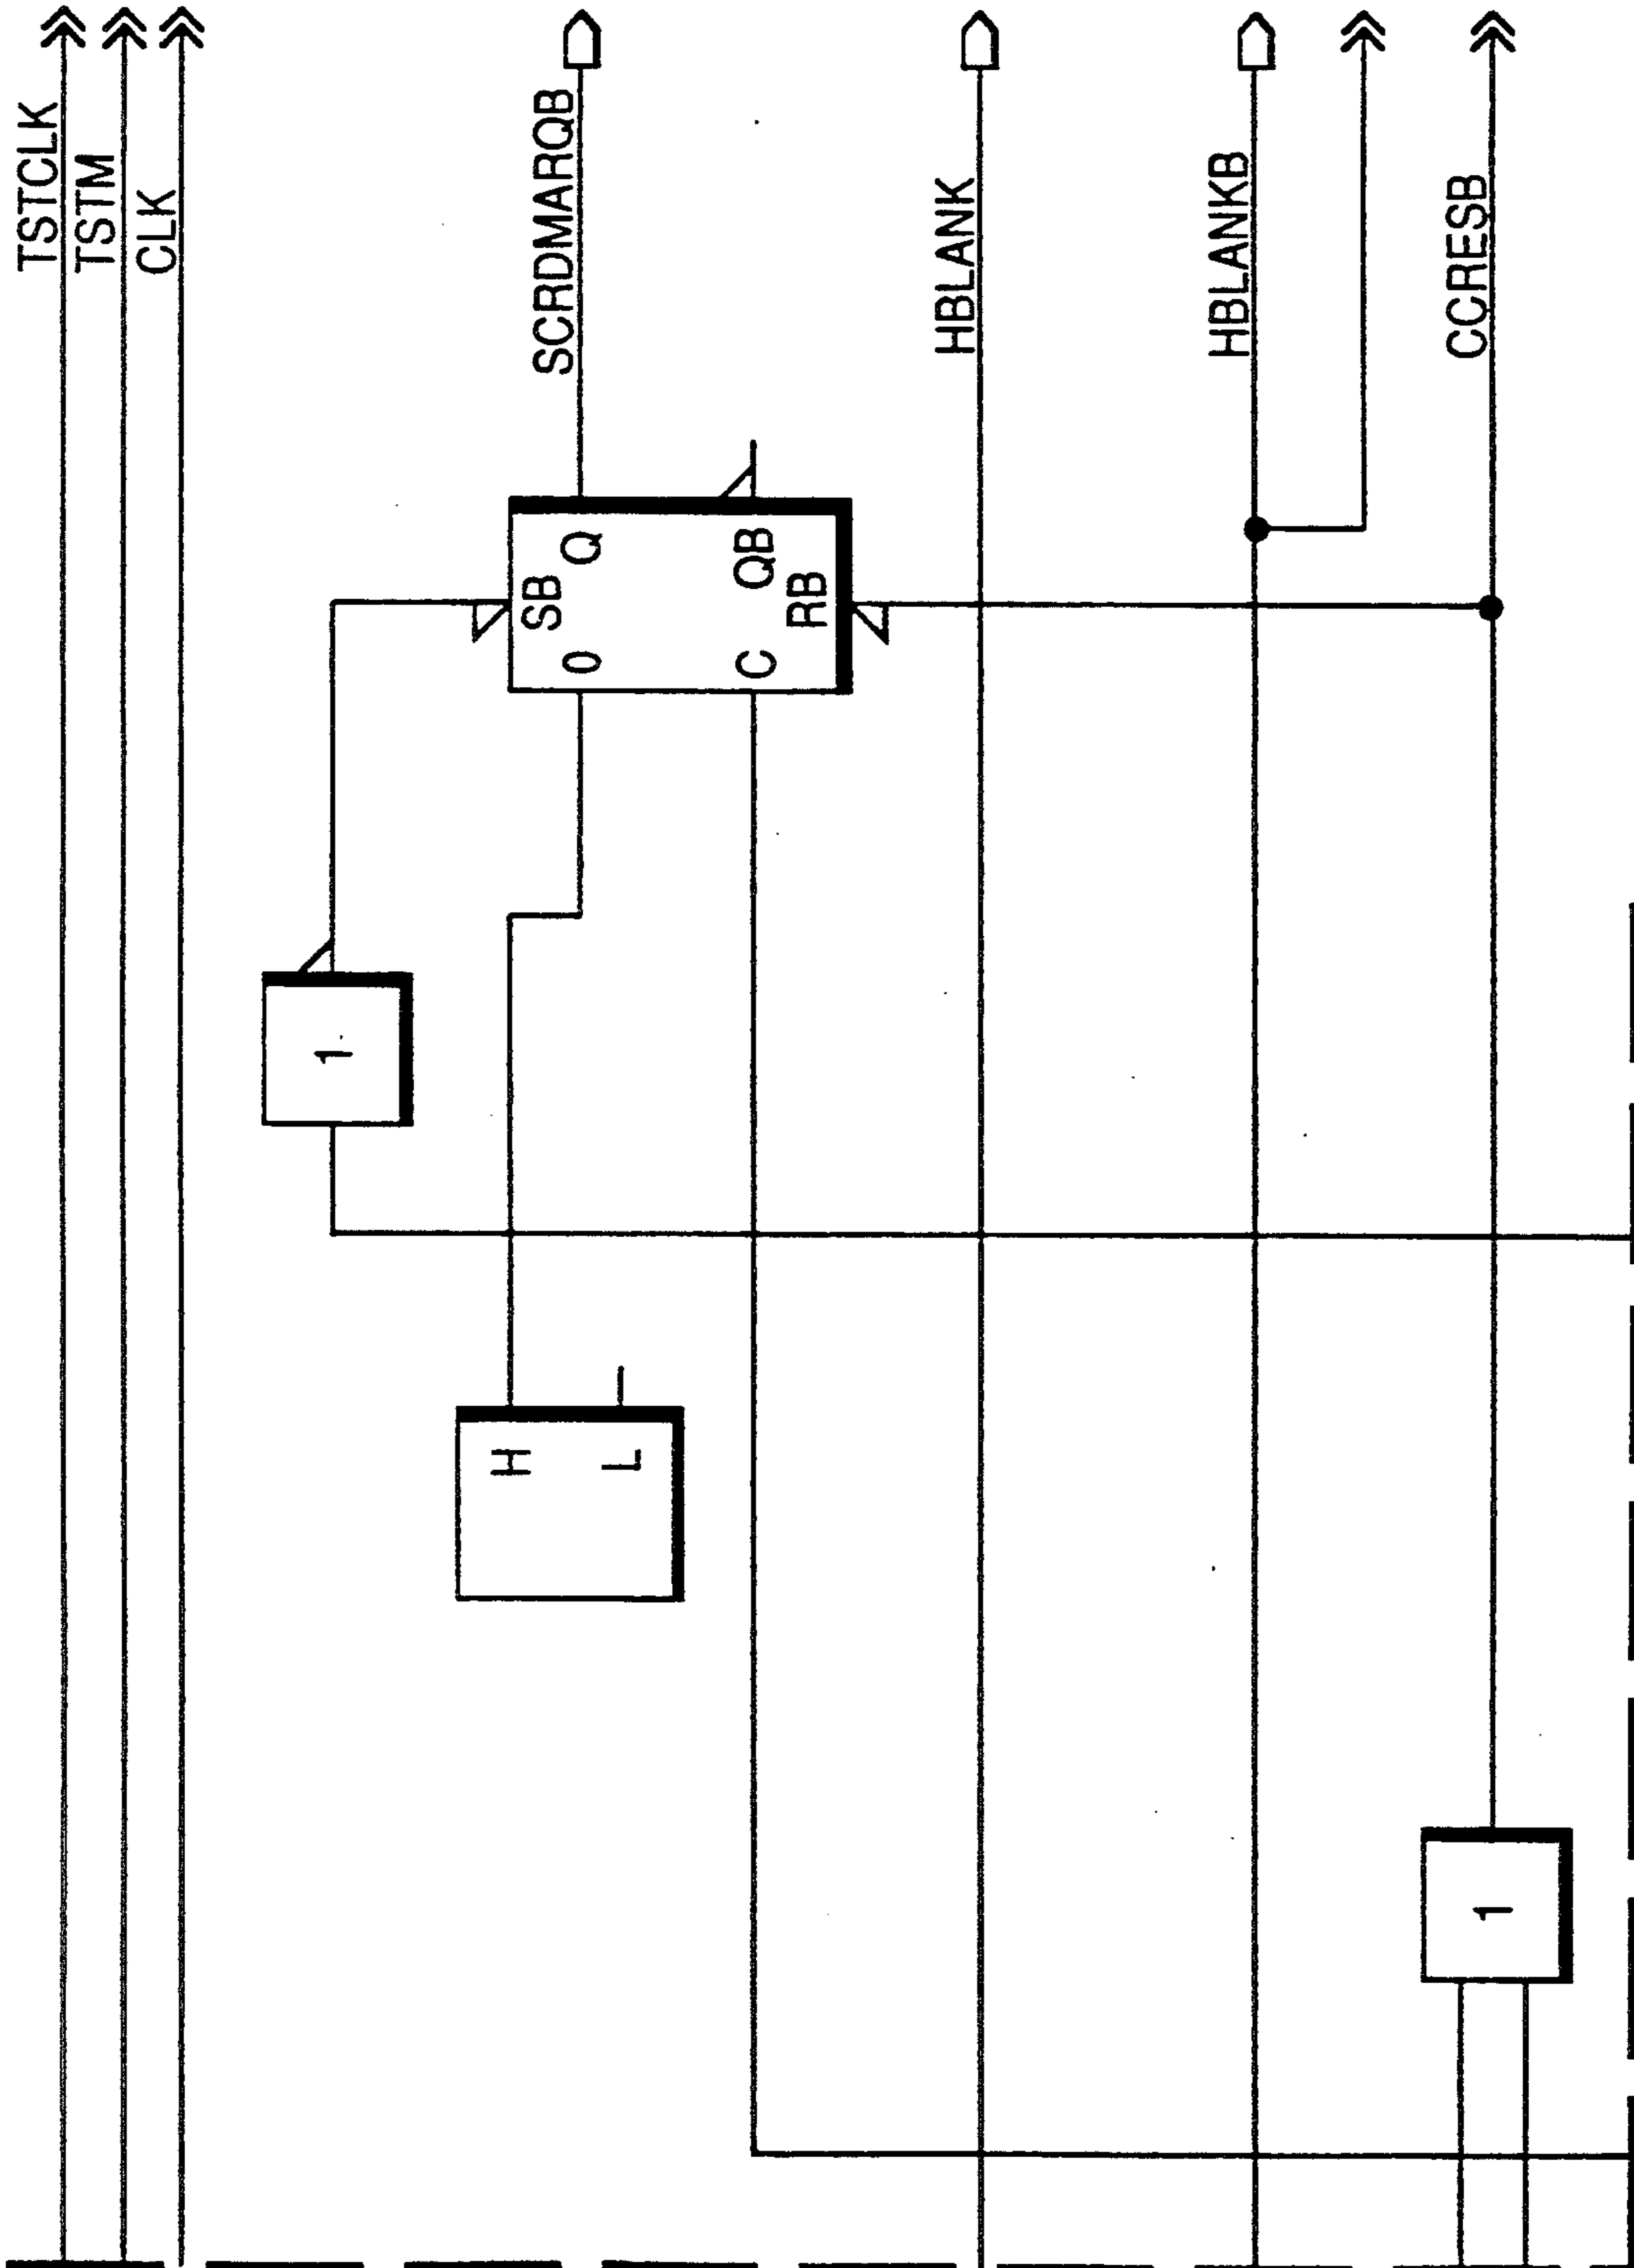 TSTCLK
TSTM
CLK
1
SB
0
Q
SCRDMARQB
H
L
C
QB
RB
HBLANK
HBLANKB
1
CCRESB